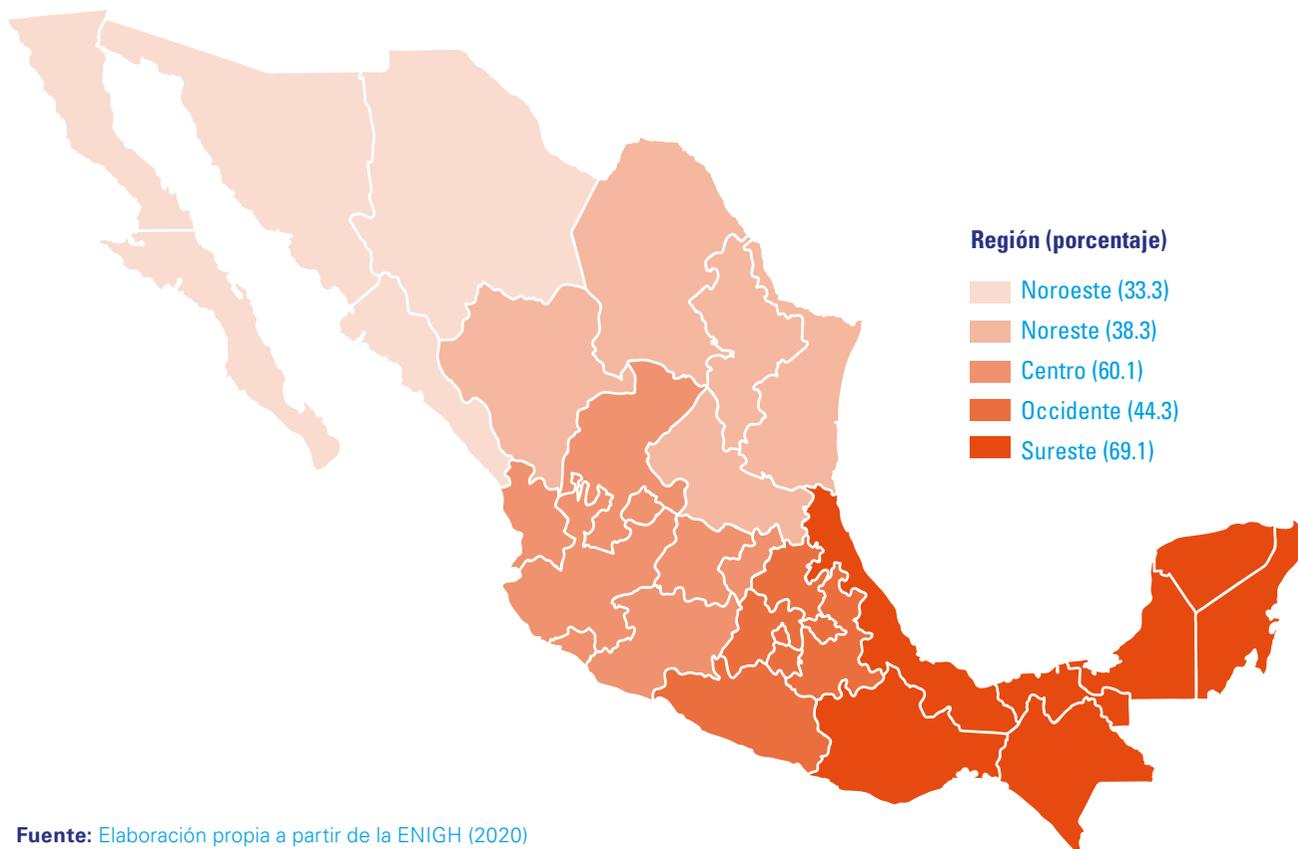 Región (porcentaje)
Noroeste (33.3)
Noreste (38.3)
Centro (60.1)
Occidente (44.3)
Sureste (69.1)
Fuente: Elaboración propia a partir de la ENIGH (2020)